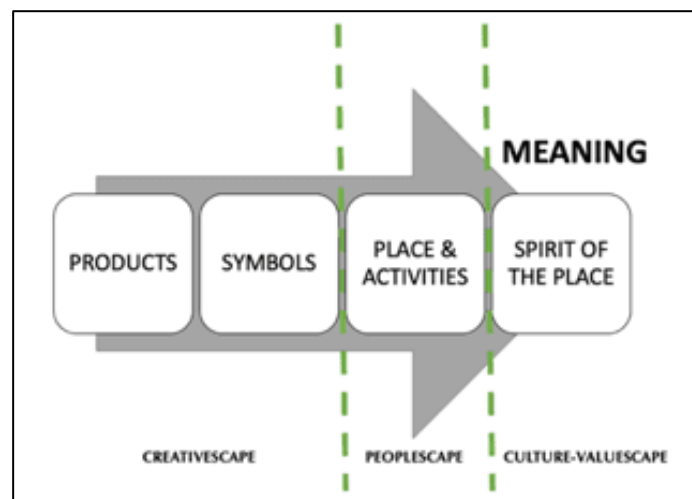 MEANING
PRODUCTS
SYMBOLS
PLACE &
ACTIVITIES
SPIRIT OF
THE PLACE
CREATIVESCAPE
PEOPLESCAPE
CULTURE-VALUESCAPE